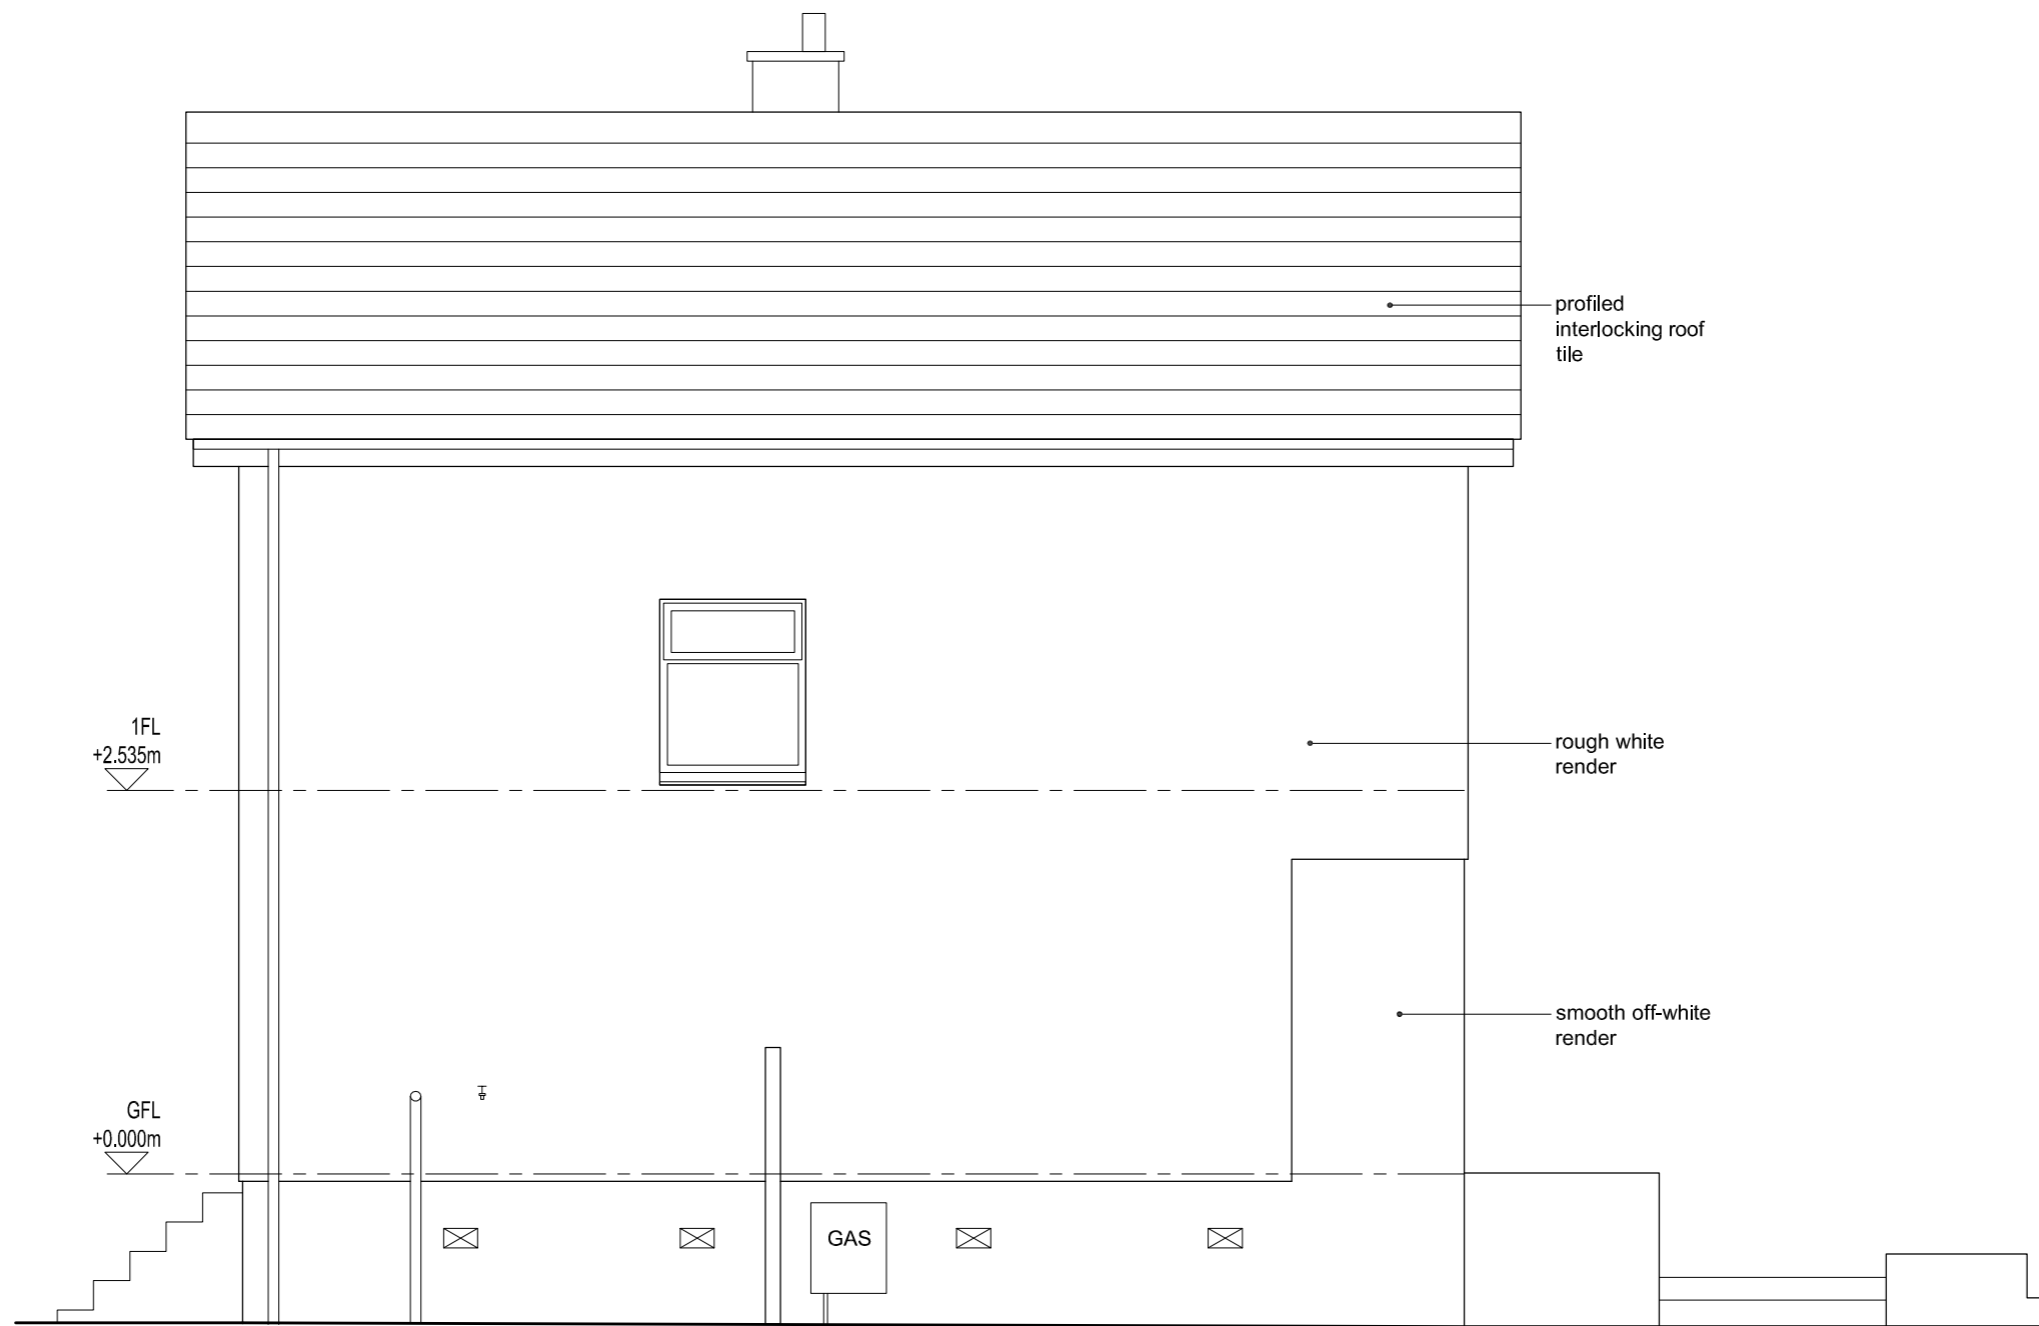 profiled
interlocking roof
tile
1FL
+2.535m
rough white
render
smooth off-white
render
GFL
+0.000m
GAS